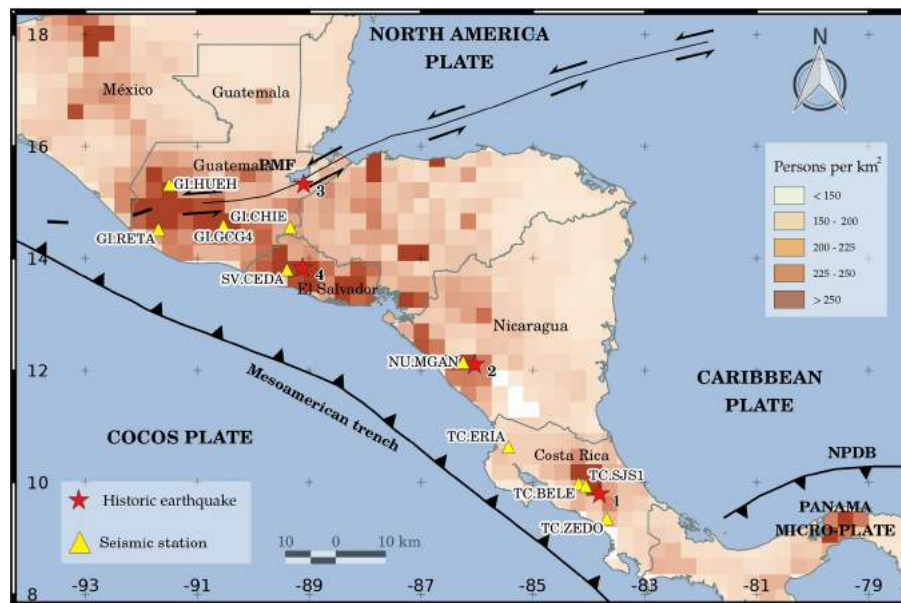 18
16
14
12
10
8
-91
-89
-87
-85
-83
-81
-79
NORTH AMERICA
PLATE
N
México
Guatemala
Guatemala
PMF
GI.HUEH
3
GI.CHIE
GI.RETA
GI.GCG4
4
SV.CEDA
El Salvador
Nicaragua
NU.MGAN
2
Mesoamerican trench
COCOS PLATE
CARIBBEAN
PLATE
TC.ERIA
Costa Rica
TC.SJS1
TC.BELE
1
TC.ZEDO
NPDB
PANAMA
MICRO-PLATE
Persons per km²
< 150
150 - 200
200 - 225
225 - 250
> 250
Historic earthquake
Seismic station
10 0 10 km